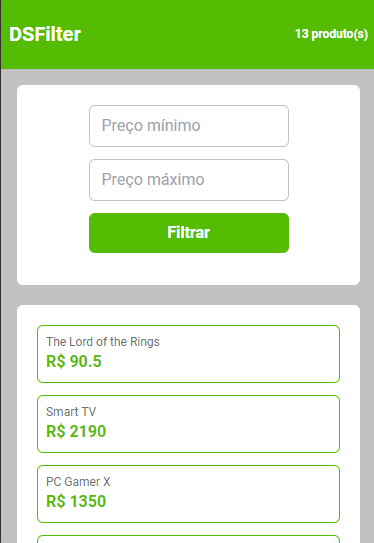 DSFilter
13 produto(s)
Preço mínimo
Preço máximo
Filtrar
The Lord of the Rings
R$ 90.5
Smart TV
R$ 2190
PC Gamer X
R$ 1350